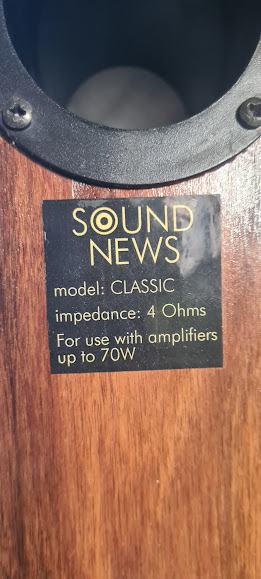 SOUND
NEWS
model: CLASSIC
impedance: 4 Ohms
For use with amplifiers
up to 70W